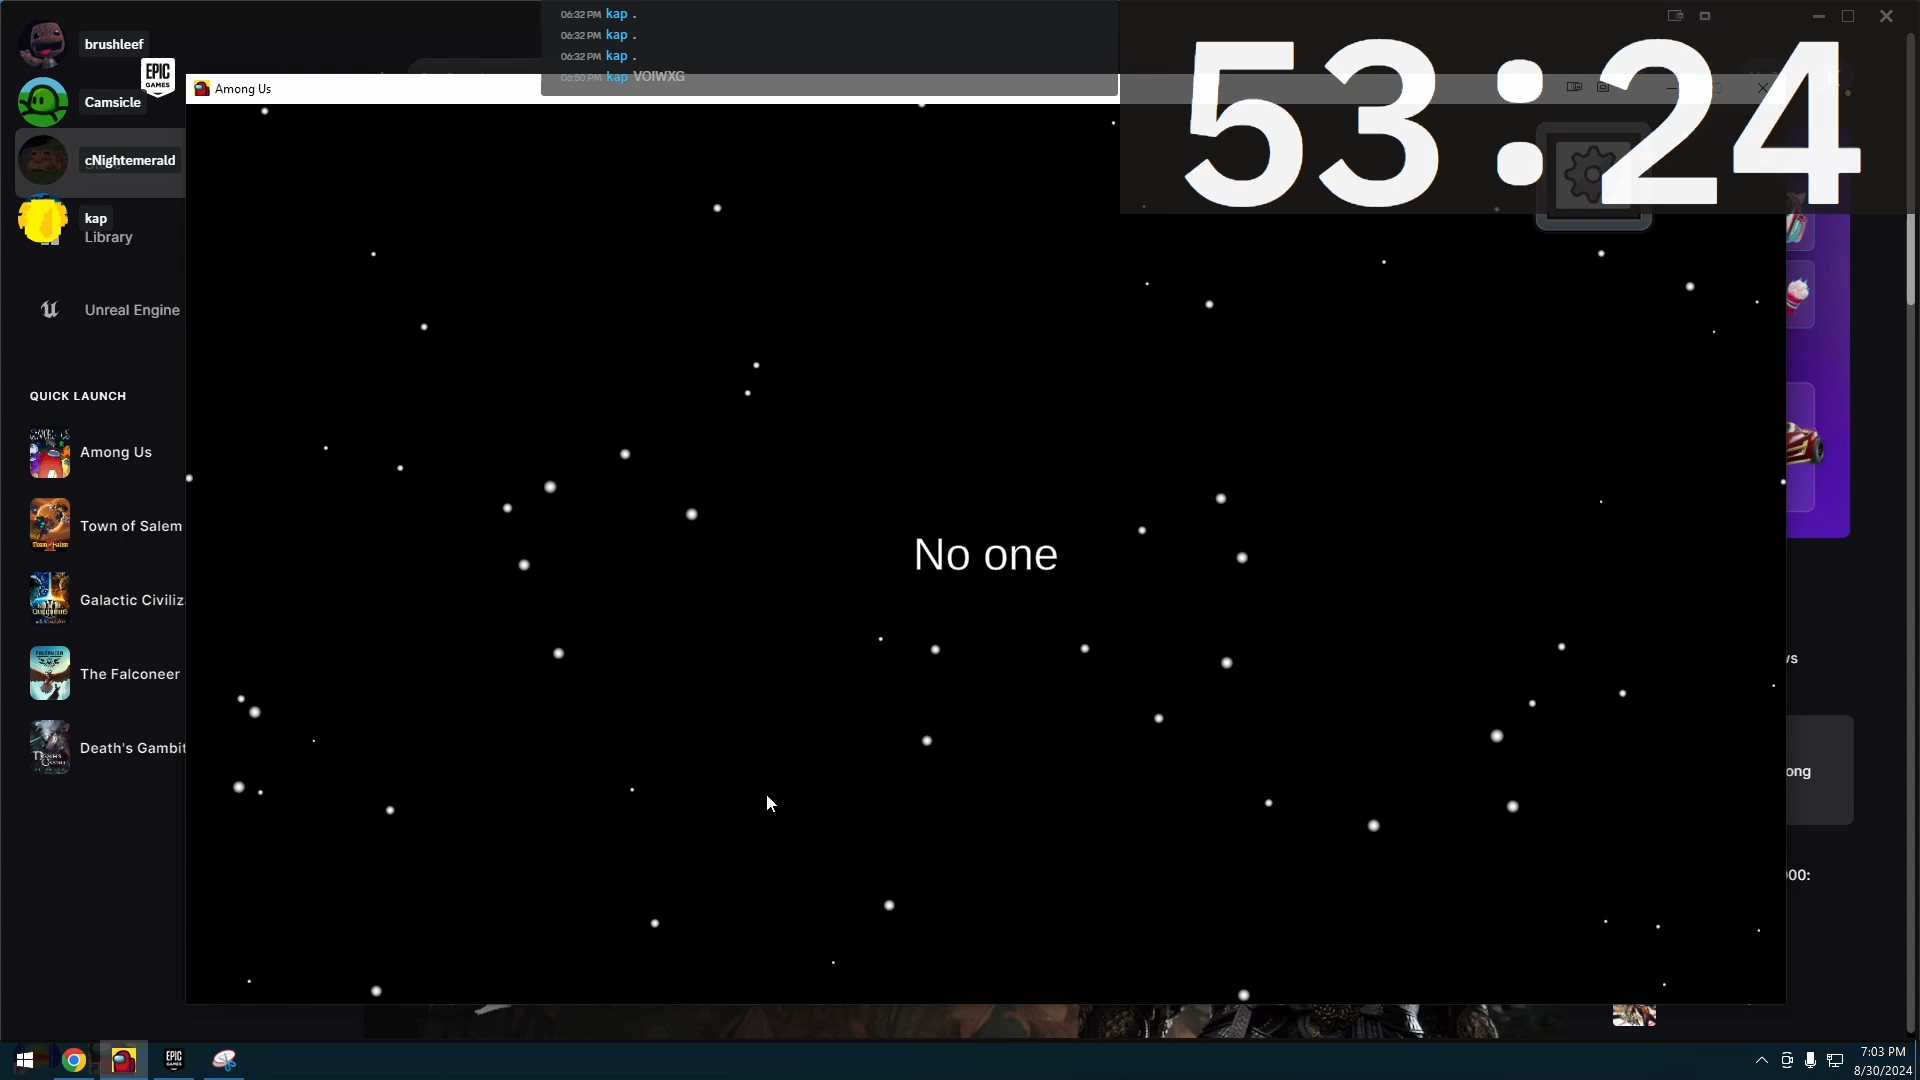 brushleef
EPIC
GAMES
Camsicle
cNightemerald
kap
Library
Unreal Engine
QUICK LAUNCH
Among Us
Town of Salem
Galactic Civiliz
The Falconeer
Death's Gambit
06:32 PM kap .
06:32 PM kap .
06:32 PM kap .
06:50 PM kap VOIWXG
Among Us
53:24
No one
ong
00:
EPIC
GAMES
7:03 PM
8/30/2024